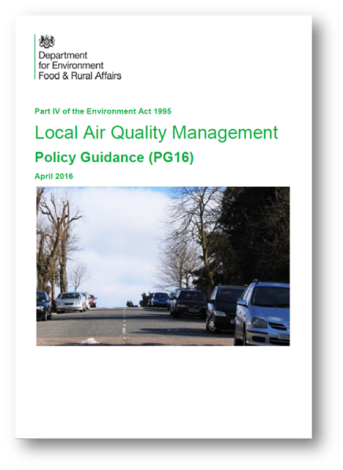 Department
for Environment
Food & Rural Affairs
Part IV of the Environment Act 1995
Local Air Quality Management
Policy Guidance (PG16)
April 2016